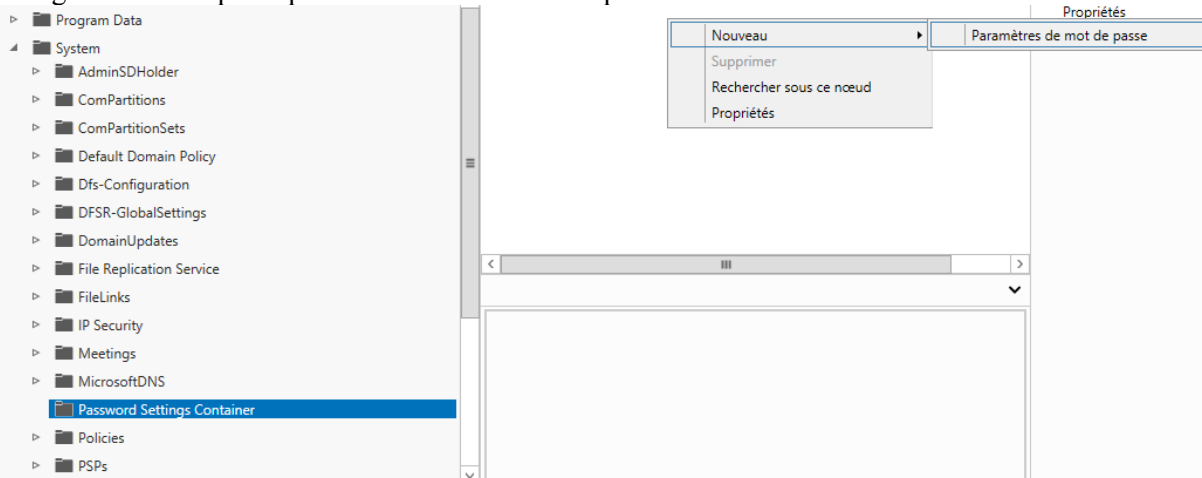 Program Data
System
AdminSDHolder
ComPartitions
ComPartitionSets
Default Domain Policy
Dfs-Configuration
DFSR-GlobalSettings
DomainUpdates
File Replication Service
FileLinks
IP Security
Meetings
MicrosoftDNS
Password Settings Container
Policies
PSPs
Nouveau
Supprimer
Rechercher sous ce nœud
Propriétés
Propriétés
Paramètres de mot de passe